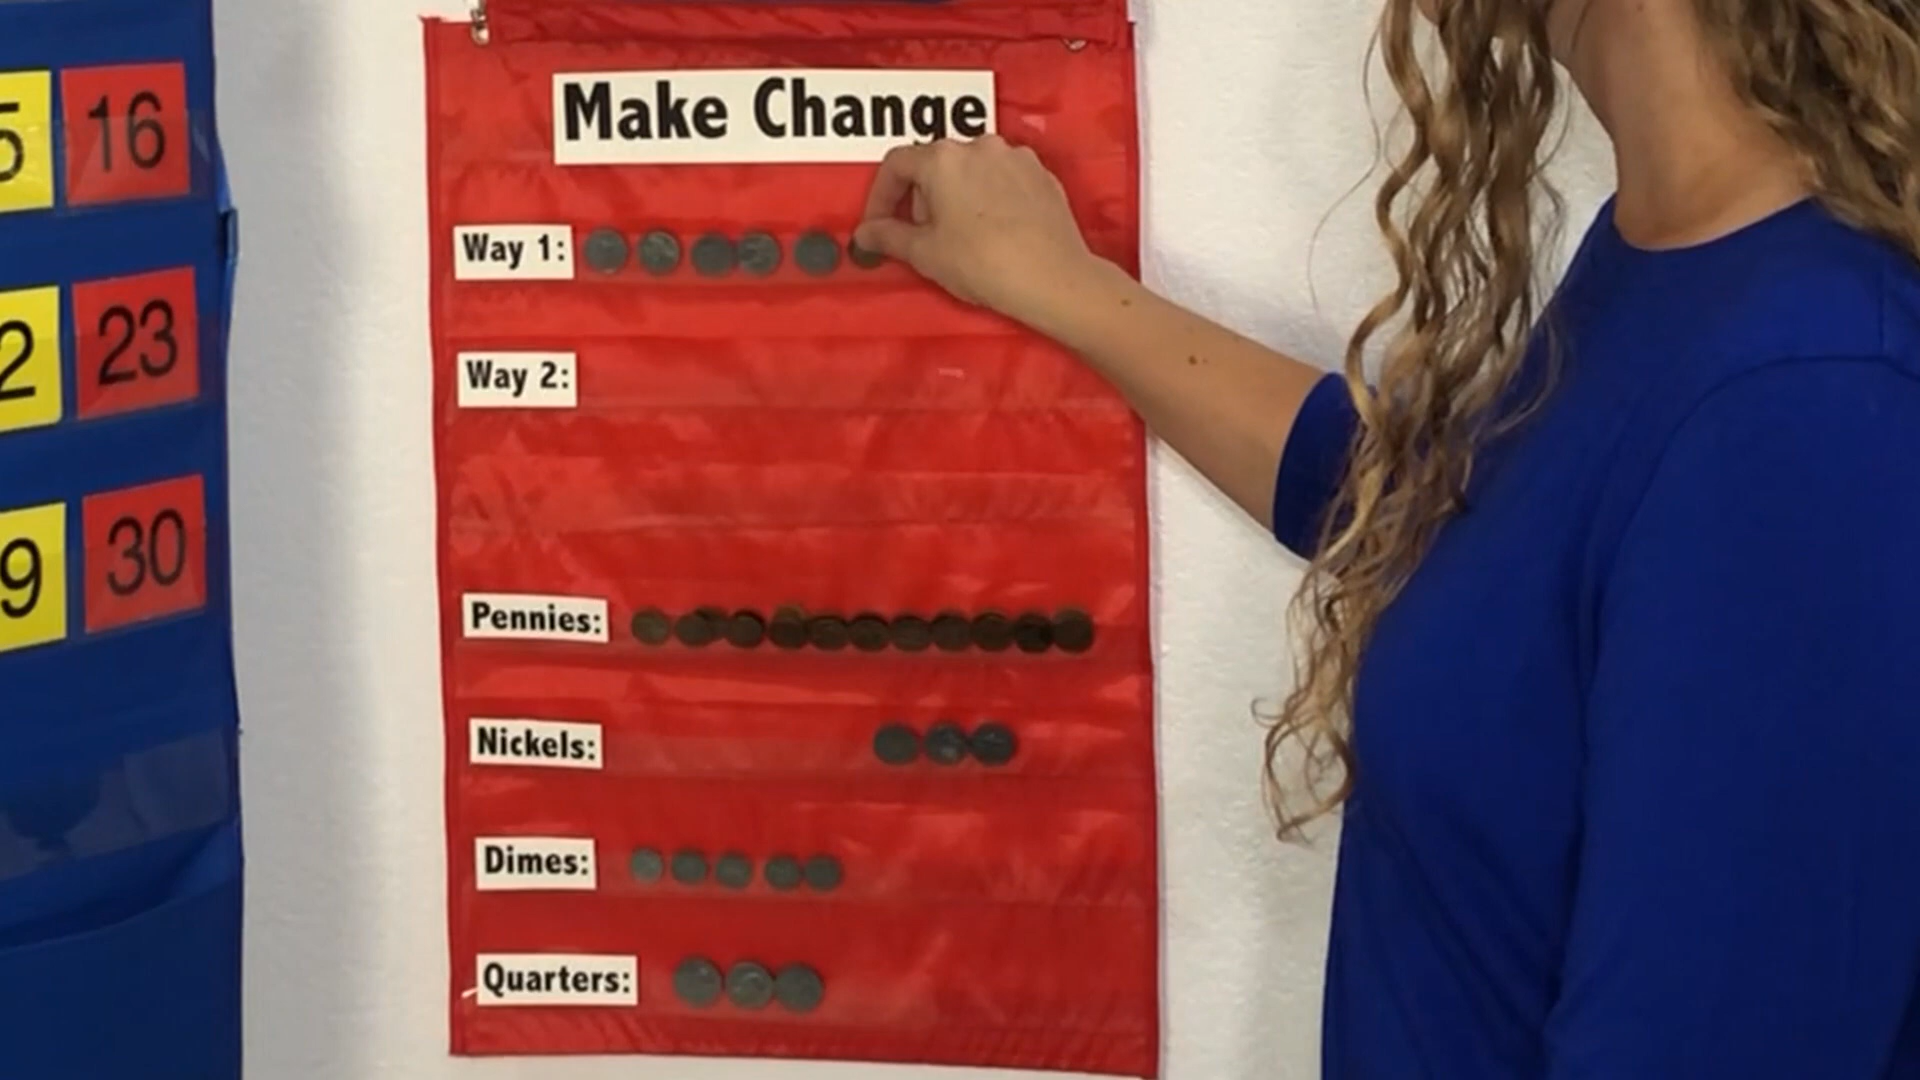 Make Change
Way 1:
Way 2:
Pennies:
Nickels:
Dimes:
Quarters:
5 16
2 23
9 30